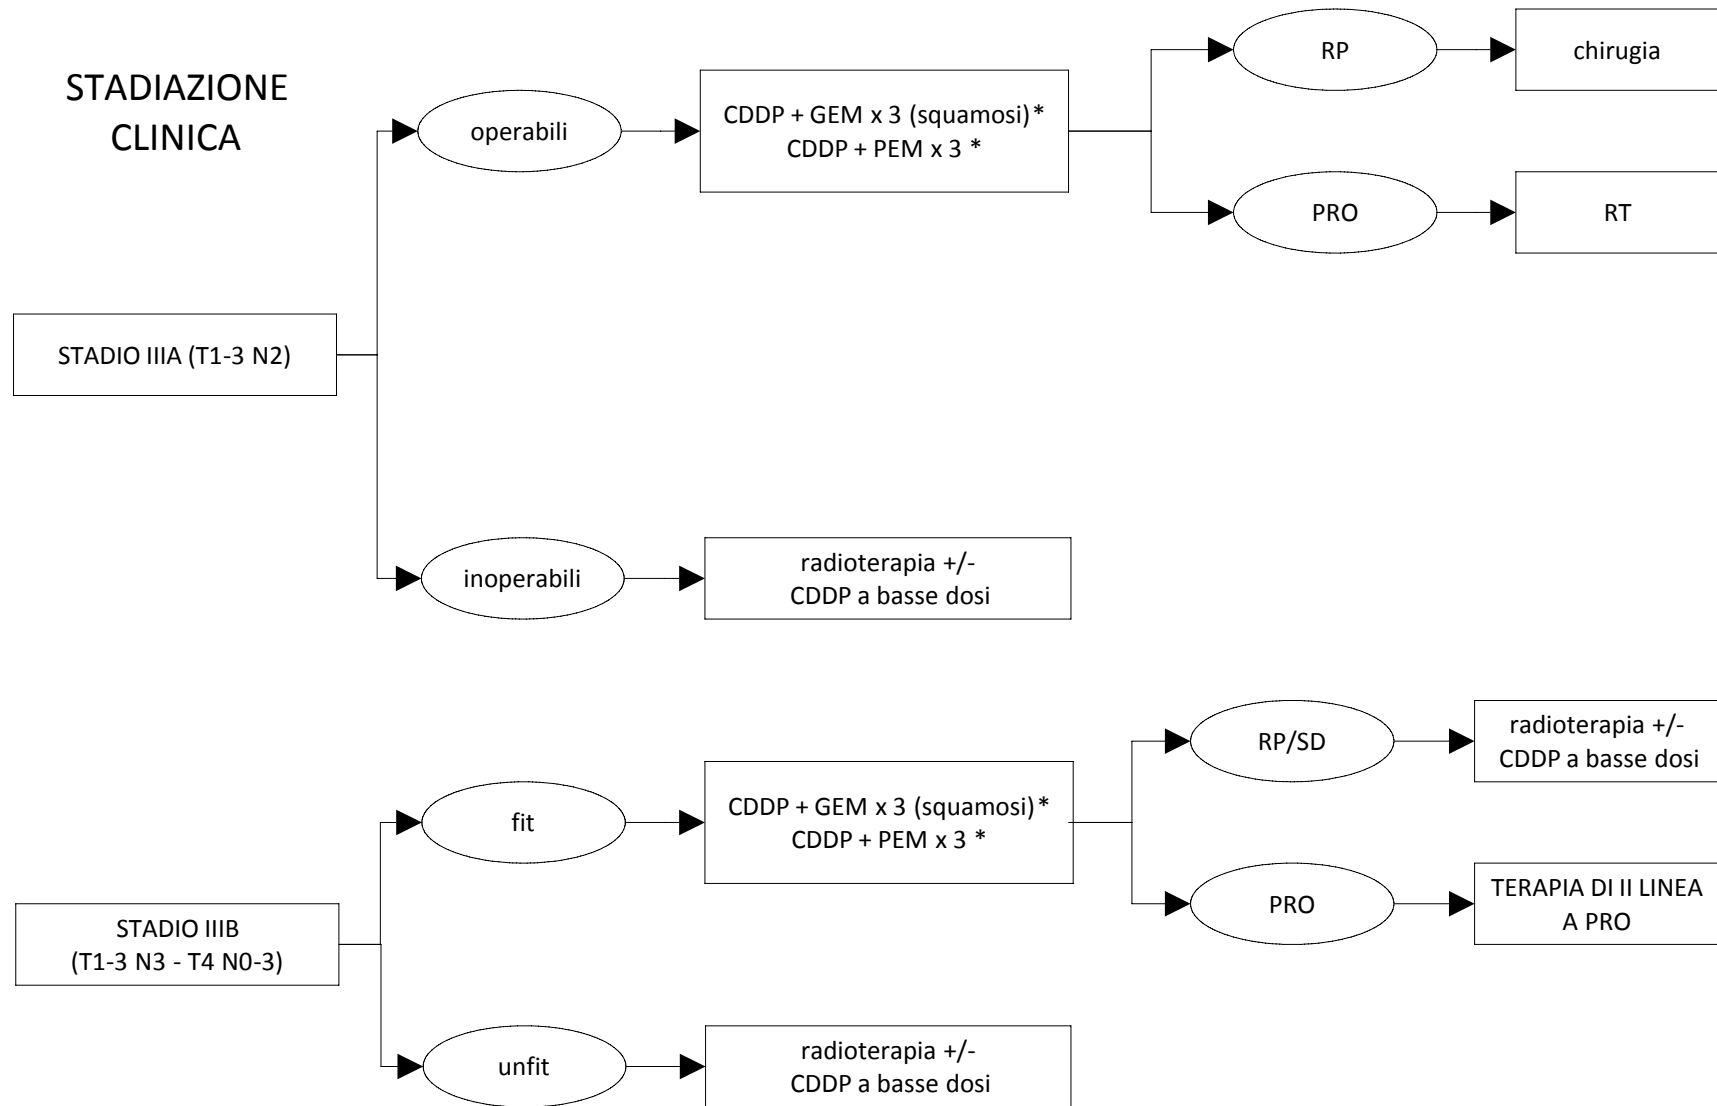 STADIAZIONE
CLINICA
RP
chirugia
operabili
CDDP + GEM x 3 (squamosi)*
CDDP + PEM x 3 *
PRO
RT
STADIO IIIA (T1-3 N2)
inoperabili
radioterapia +/-
CDDP a basse dosi
RP/SD
radioterapia +/-
CDDP a basse dosi
fit
CDDP + GEM x 3 (squamosi)*
CDDP + PEM x 3 *
PRO
TERAPIA DI II LINEA
A PRO
STADIO IIIB
(T1-3 N3 - T4 N0-3)
unfit
radioterapia +/-
CDDP a basse dosi